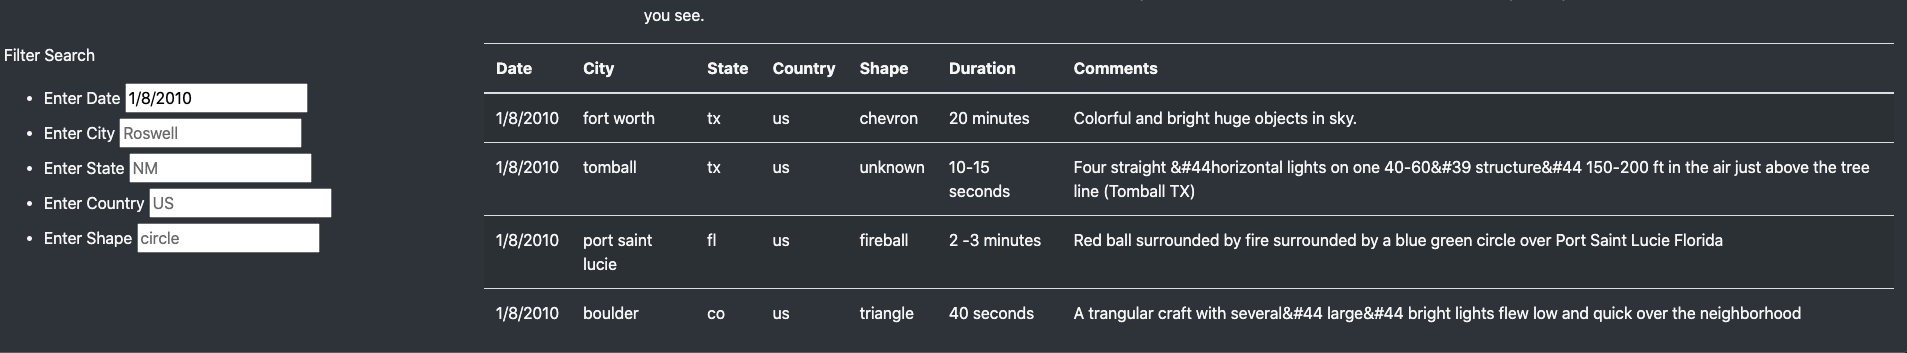 you see.
Filter Search
Enter Date 1/8/2010
Enter City Roswell
Enter State NM
Enter Country US
Enter Shape circle
Date City State Country Shape Duration Comments
1/8/2010 fort worth tx us chevron 20 minutes Colorful and bright huge objects in sky.
1/8/2010 tomball tx us unknown 10-15 Four straight &#44horizontal lights on one 40-60&#39 structure&#44 150-200 ft in the air just above the tree
seconds line (Tomball TX)
1/8/2010 port saint fl us fireball 2 -3 minutes Red ball surrounded by fire surrounded by a blue green circle over Port Saint Lucie Florida
lucie
1/8/2010 boulder co us triangle 40 seconds A trangular craft with several&#44 large&#44 bright lights flew low and quick over the neighborhood